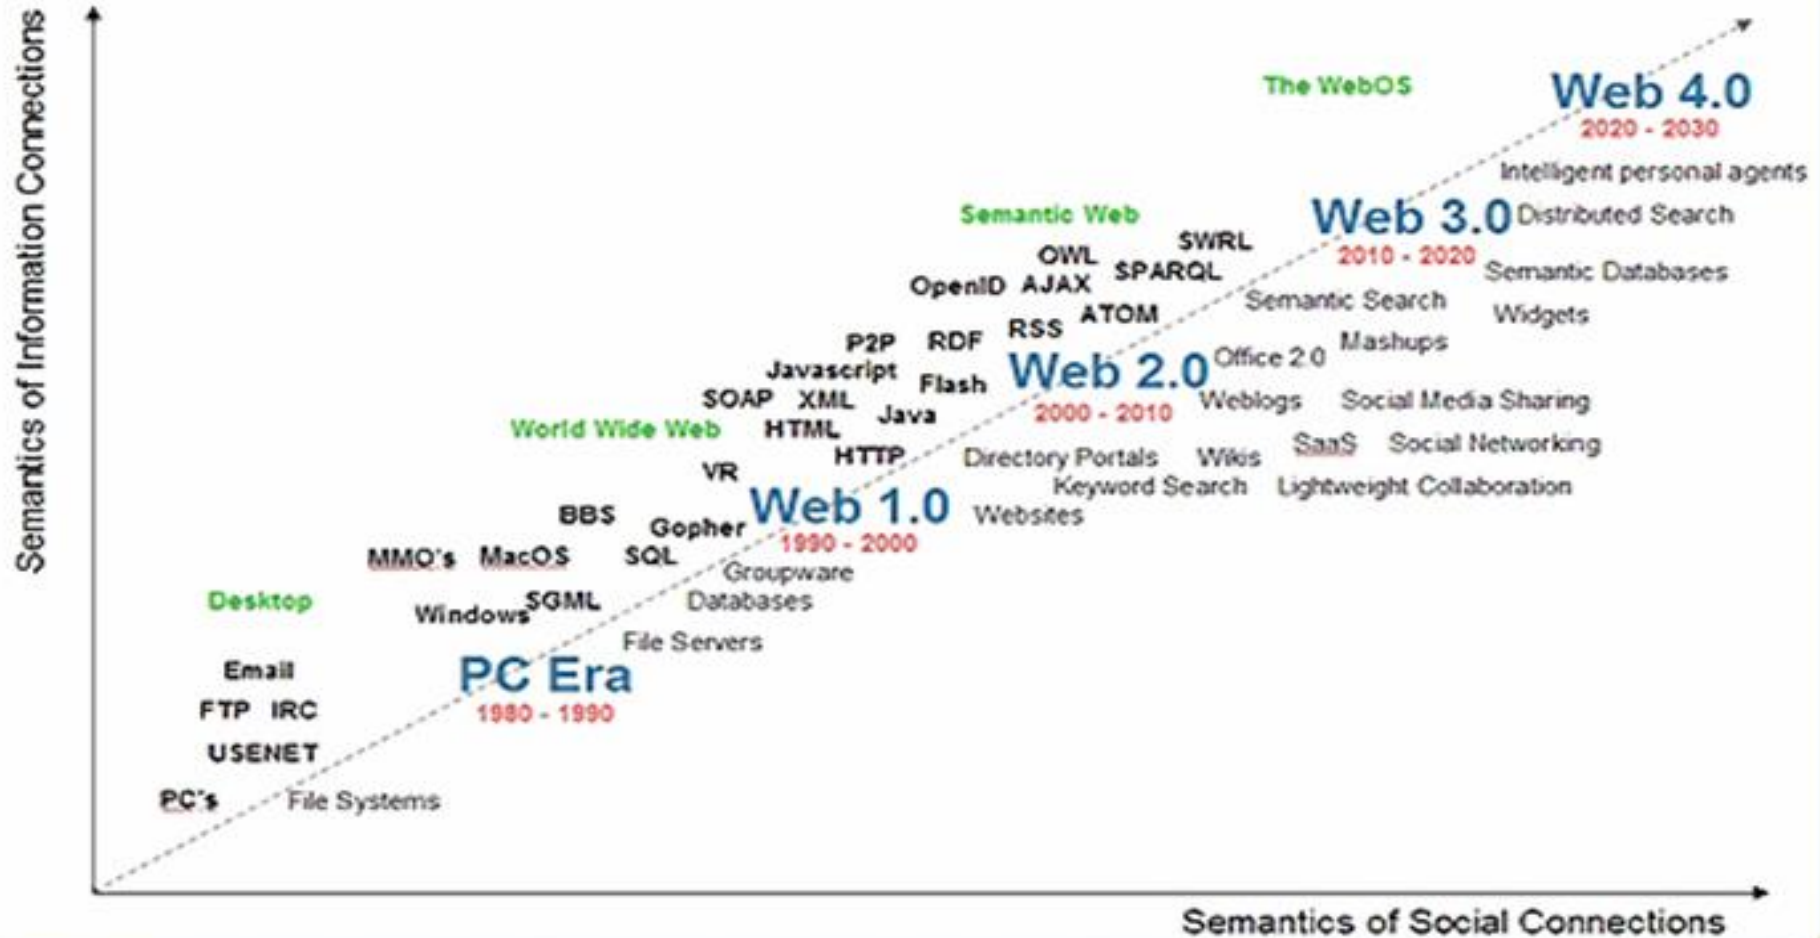 Semantics of Information Connections
The WebOS
Web 4.0
2020 - 2030
Intelligent personal agents
Semantic Web
Web 3.0
Distributed Search
SWRL
OWL
2010 - 2020
SPARQL
Semantic Databases
OpenID
AJAX
Semantic Search
ATOM
Widgets
RSS
P2P
RDF
Mashups
Office 2.0
Javascript
Web 2.0
Flash
SOAP
XML
Weblogs
Social Media Sharing
Java
2000 - 2010
World Wide Web
HTML
SaaS
Social Networking
HTTP
Directory Portals
Wikis
VR
Keyword Search
Lightweight Collaboration
Web 1.0
BBS
Websites
Gopher
1990 - 2000
MMO's
MacOS
SQL
Groupware
Desktop
SGML
Databases
Windows
File Servers
Email
PC Era
FTP
IRC
1980 - 1990
USENET
PC's
File Systems
Semantics of Social Connections